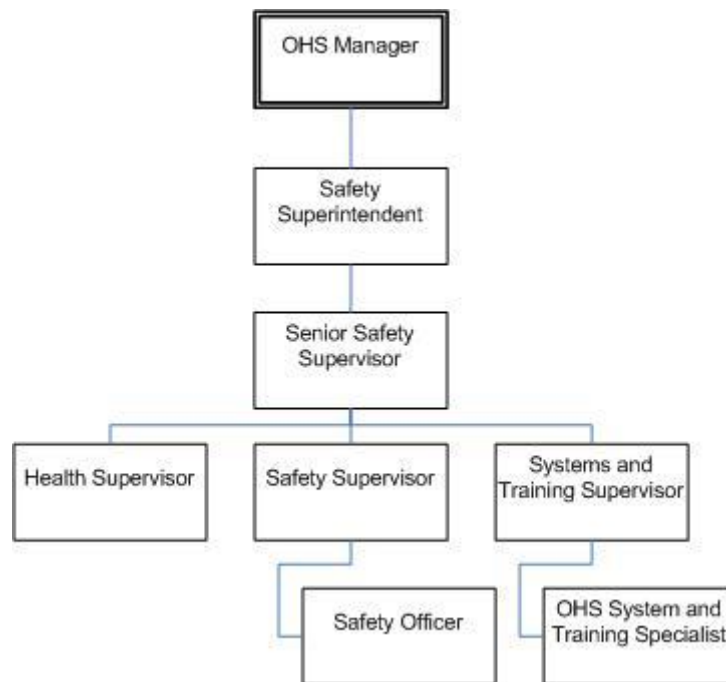 OHS Manager
Safety
Superintendent
Senior Safety
Supervisor
Health Supervisor
Safety Supervisor
Systems and
Training Supervisor
Safety Officer
OHS System and
Training Specialist